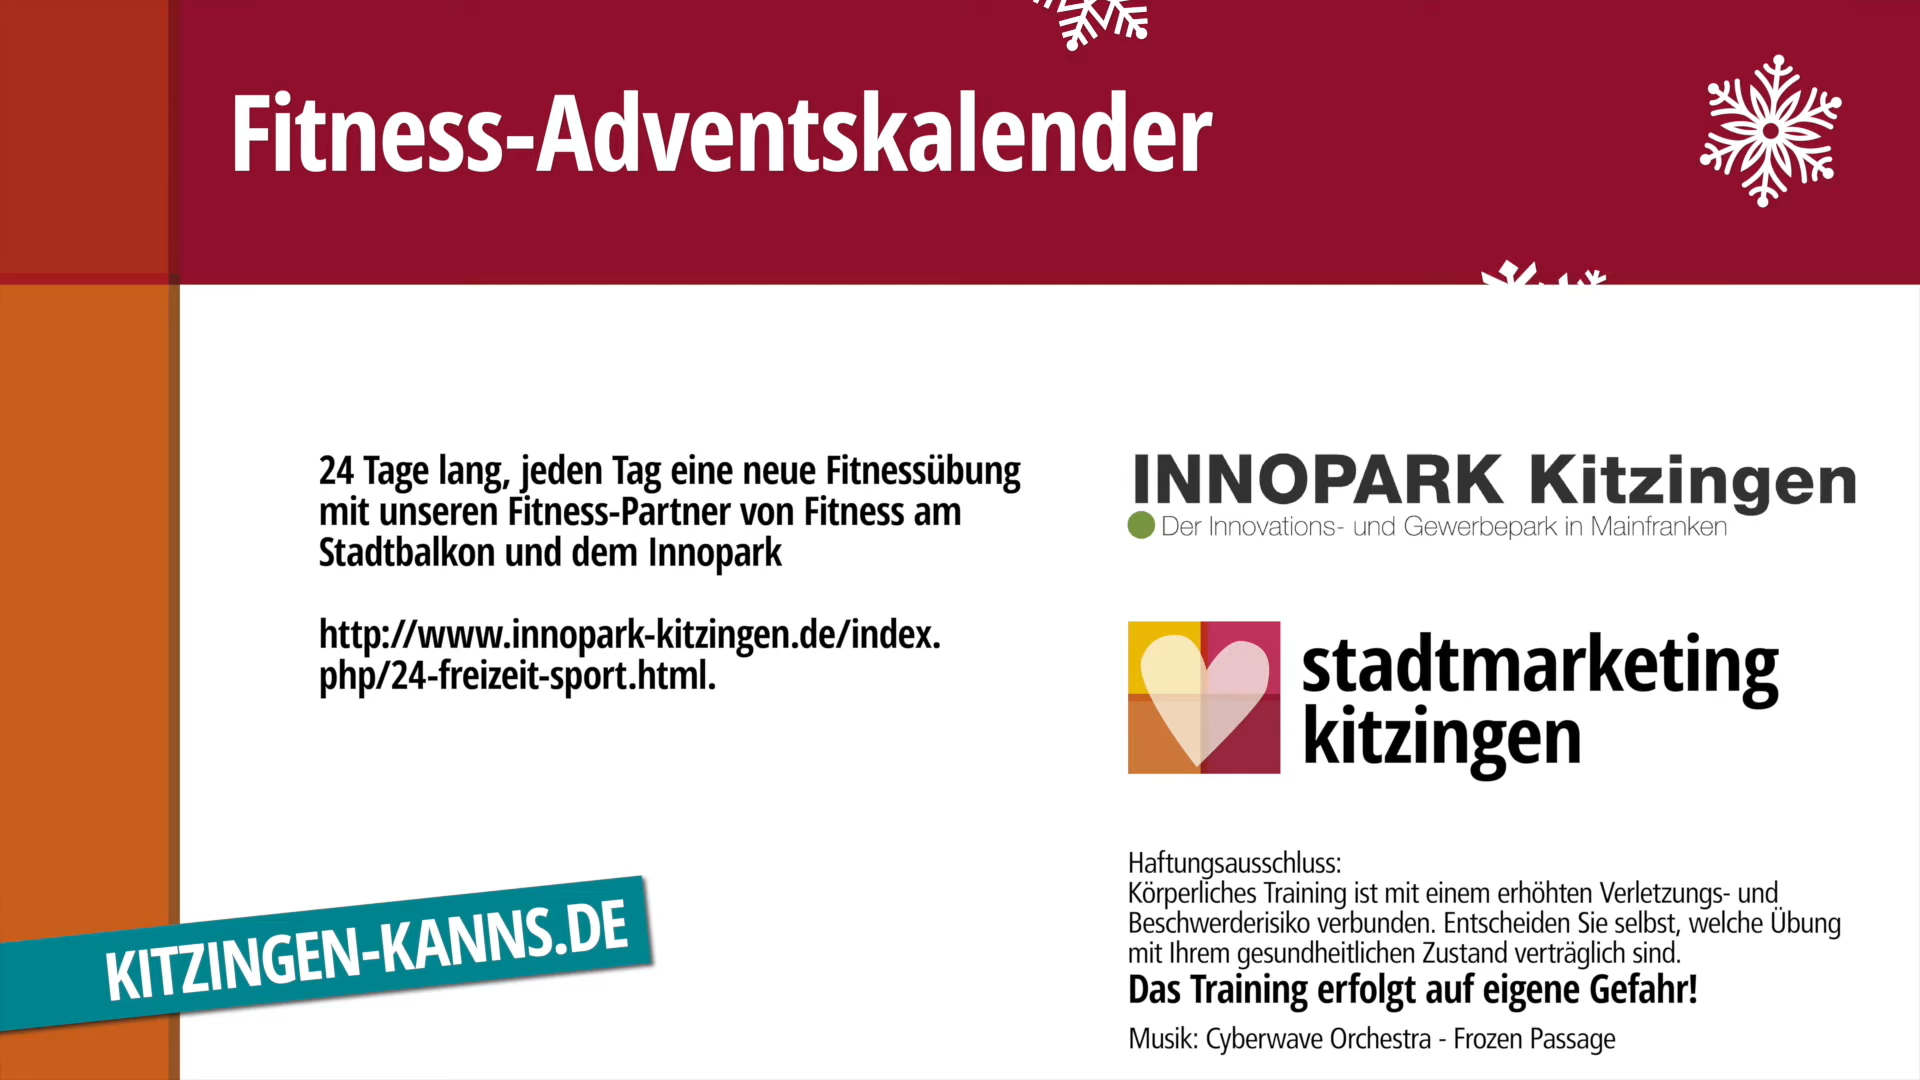 Fitness-Adventskalender
24 Tage lang, jeden Tag eine neue Fitnessübung
mit unseren Fitness-Partner von Fitness am
Stadtbalkon und dem Innopark
http://www.innopark-kitzingen.de/index.
php/24-freizeit-sport.html.
INNOPARK Kitzingen
Der Innovations- und Gewerbepark in Mainfranken
stadtmarketing
kitzingen
KITZINGEN-KANNS.DE
Haftungsausschluss:
Körperliches Training ist mit einem erhöhten Verletzungs- und
Beschwerderisiko verbunden. Entscheiden Sie selbst, welche Übung
mit Ihrem gesundheitlichen Zustand verträglich sind.
Das Training erfolgt auf eigene Gefahr!
Musik: Cyberwave Orchestra - Frozen Passage